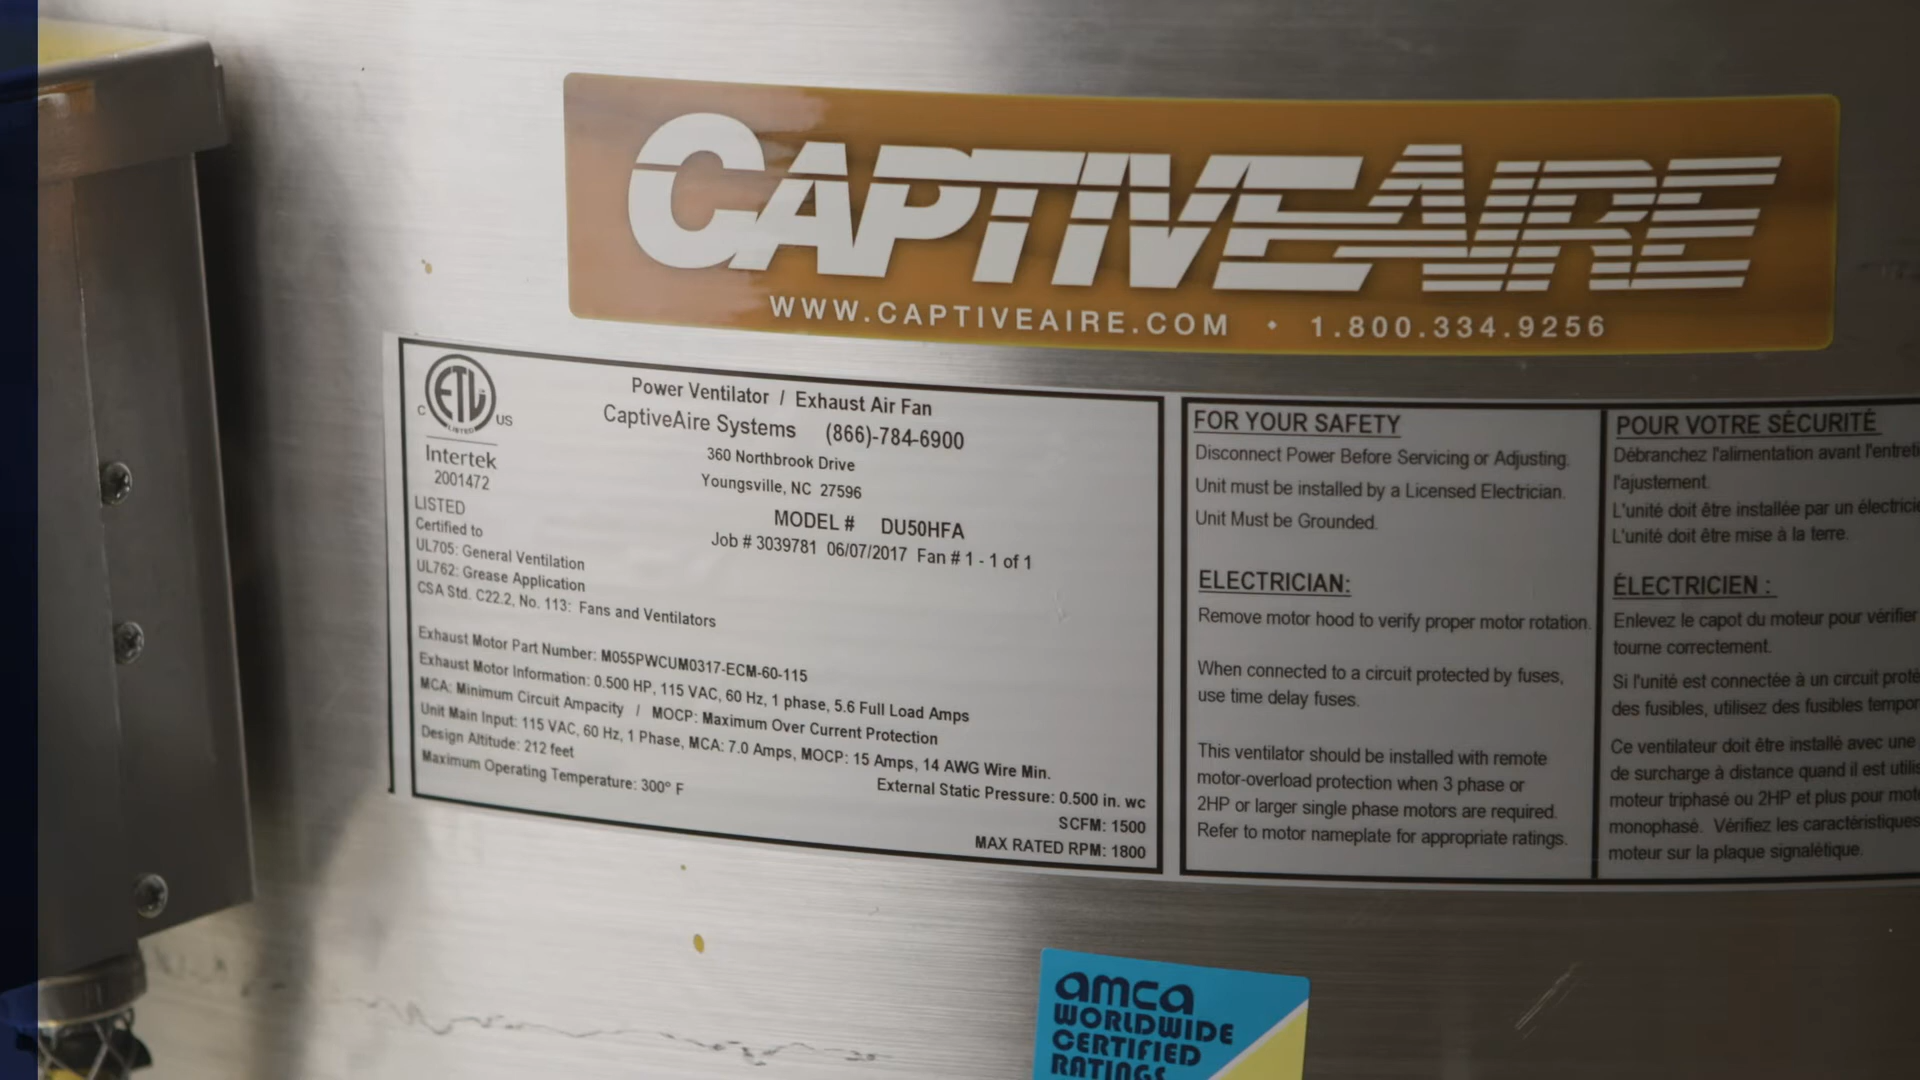 CAPTIVEAIRE
WWW.CAPTIVEAIRE.COM • 1.800.334.9256
ETL
LISTED
C US
Intertek
2001472
LISTED
Certified to
UL705: General Ventilation
UL762: Grease Application
CSA Std. C22.2, No. 113: Fans and Ventilators
Power Ventilator / Exhaust Air Fan
CaptiveAire Systems (866)-784-6900
360 Northbrook Drive
Youngsville, NC 27596
MODEL # DU50HFA
Job # 3039781 06/07/2017 Fan # 1 - 1 of 1
Exhaust Motor Part Number: M055PWCUM0317-ECM-60-115
Exhaust Motor Information: 0.500 HP, 115 VAC, 60 Hz, 1 phase, 5.6 Full Load Amps
MCA: Minimum Circuit Ampacity / MOCP: Maximum Over Current Protection
Unit Main Input: 115 VAC, 60 Hz, 1 Phase, MCA: 7.0 Amps, MOCP: 15 Amps, 14 AWG Wire Min.
Design Altitude: 212 feet
Maximum Operating Temperature: 300º F
External Static Pressure: 0.500 in. wc
SCFM: 1500
MAX RATED RPM: 1800
FOR YOUR SAFETY
Disconnect Power Before Servicing or Adjusting.
Unit must be installed by a Licensed Electrician.
Unit Must be Grounded.
ELECTRICIAN:
Remove motor hood to verify proper motor rotation.
When connected to a circuit protected by fuses,
use time delay fuses.
This ventilator should be installed with remote
motor-overload protection when 3 phase or
2HP or larger single phase motors are required.
Refer to motor nameplate for appropriate ratings.
POUR VOTRE SÉCURITÉ
Débranchez l'alimentation avant l'entreti
l'ajustement.
L'unité doit être installée par un électricie
L'unité doit être mise à la terre.
ÉLECTRICIEN :
Enlevez le capot du moteur pour vérifier
tourne correctement.
Si l'unité est connectée à un circuit proté
des fusibles, utilisez des fusibles tempor
Ce ventilateur doit être installé avec une
de surcharge à distance quand il est utilis
moteur triphasé ou 2HP et plus pour mote
monophasé. Vérifiez les caractéristiques
moteur sur la plaque signalétique.
amca
WORLDWIDE
CERTIFIED
RATINGS